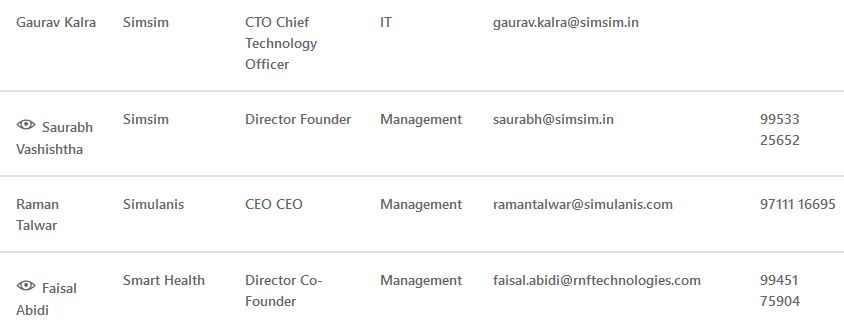 Gaurav Kalra Simsim CTO Chief IT gaurav.kalra@simsim.in
Technology
Officer
Saurabh Simsim Director Founder Management saurabh@simsim.in 99533
Vashishtha 25652
Raman Simulanis CEO CEO Management ramantalwar@simulanis.com 97111 16695
Talwar
Faisal Smart Health Director Co- Management faisal.abidi@rnftechnologies.com 99451
Abidi Founder 75904